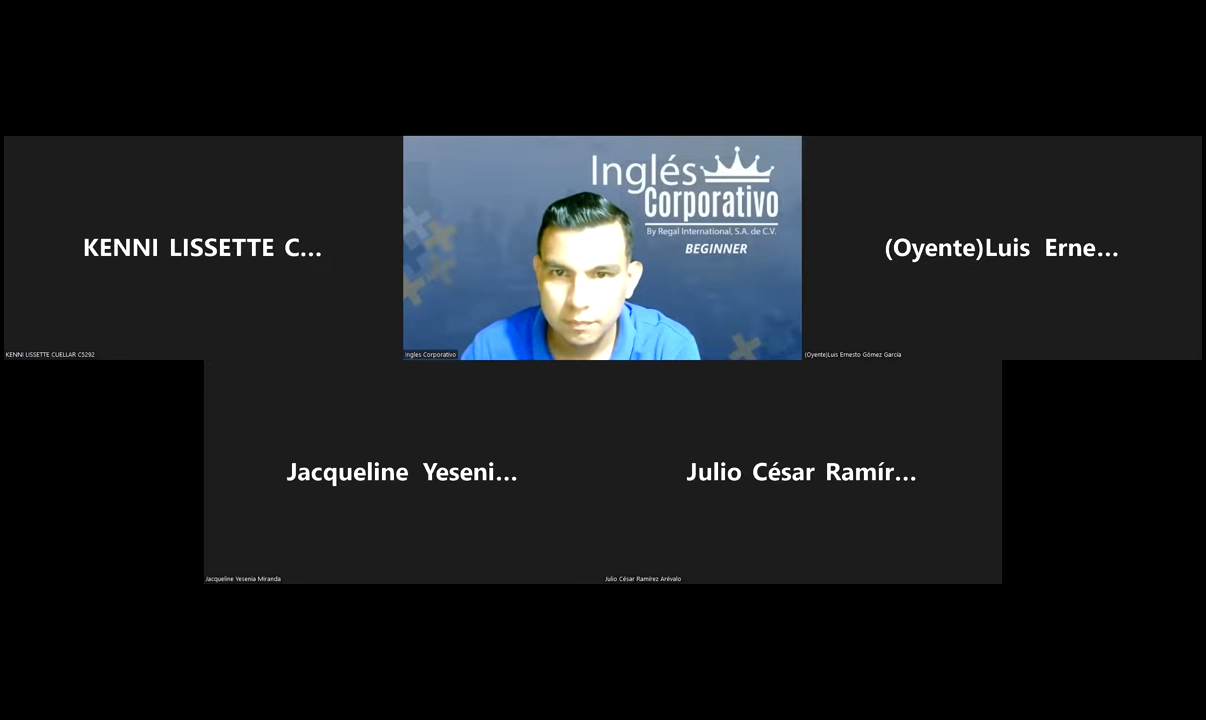 Inglés
Corporativo
By Regal International, S.A. de C.V.
BEGINNER
KENNI LISSETTE C...
(Oyente)Luis Erne...
KENNI LISSETTE CUELLAR C5292
Ingles Corporativo
(Oyente)Luis Ernesto Gómez García
Jacqueline Yeseni...
Julio César Ramír...
Jacqueline Yesenia Miranda
Julio César Ramírez Arévalo